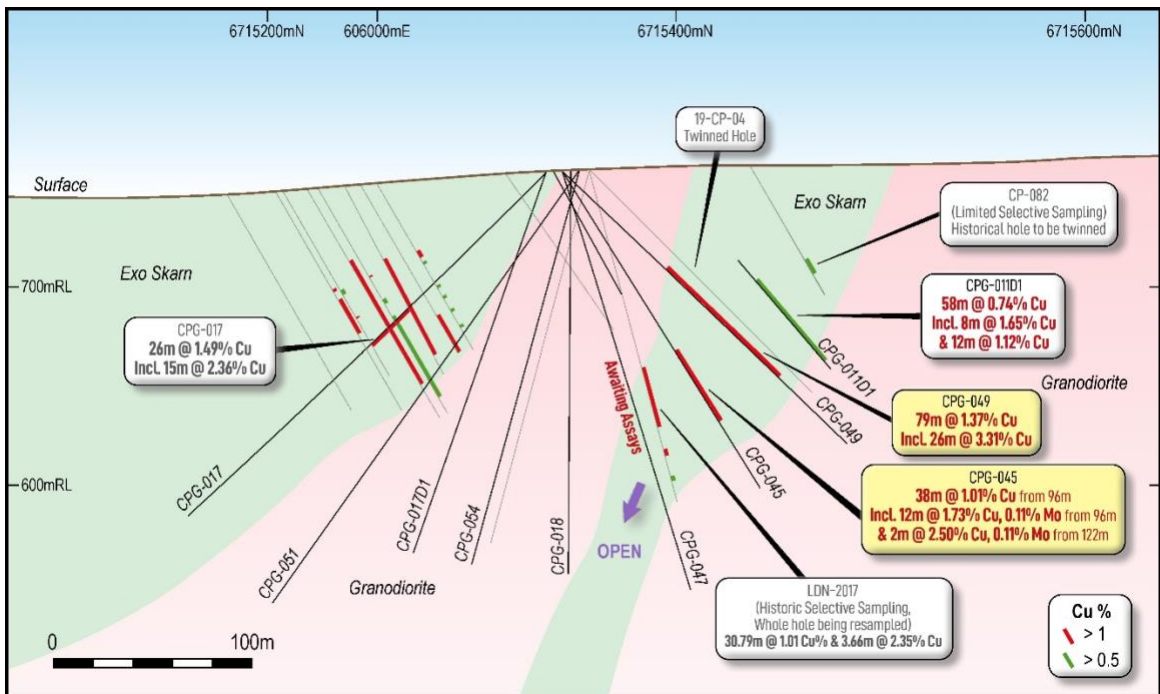 6715200mN
606000mE
6715400mN
6715600mN
19-CP-04
Twinned Hole
Surface
Exo Skarn
CP-082
(Limited Selective Sampling)
Historical hole to be twinned
Exo Skarn
700mRL
CPG-011D1
58m @ 0.74% Cu
Incl. 8m @ 1.65% Cu
& 12m @ 1.12% Cu
CPG-017
26m @ 1.49% Cu
Incl. 15m @ 2.36% Cu
CPG-011D1
Granodiorite
Awaiting Assays
CPG-049
CPG-049
79m @ 1.37% Cu
Incl. 26m @ 3.31% Cu
600mRL
CPG-017
CPG-045
CPG-045
38m @ 1.01% Cu from 96m
Incl. 12m @ 1.73% Cu, 0.11% Mo from 96m
& 2m @ 2.50% Cu, 0.11% Mo from 122m
OPEN
CPG-051
CPG-017D1
CPG-054
CPG-018
CPG-047
Granodiorite
LDN-2017
(Historic Selective Sampling,
Whole hole being resampled)
30.79m @ 1.01 Cu% & 3.66m @ 2.35% Cu
0
100m
Cu %
> 1
> 0.5